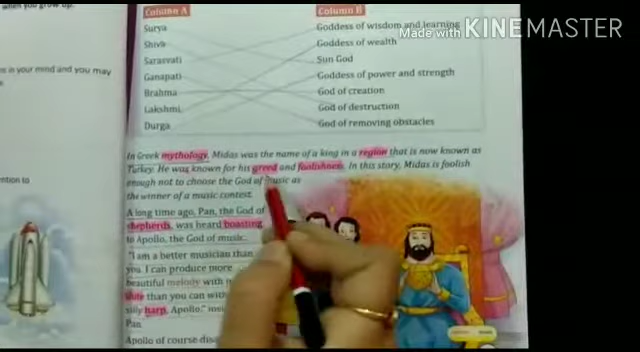 when you grow up.
es in your mind and you may
ention to
Column A
Column B
Surya
Goddess of wisdom and learning
Shiva
Goddess of wealth
Saraswati
Sun God
Ganapati
Goddess of power and strength
Brahma
God of creation
Lakshmi
God of destruction
Durga
God of removing obstacles
Made with KINEMASTER
In Greek mythology, Midas was the name of a king in a region that is now known as
Turkey. He was known for his greed and foolishness. In this story, Midas is foolish
enough not to choose the God of music as
the winner of a music contest.
A long time ago, Pan, the God of
shepherds, was heard boasting
to Apollo, the God of music.
"I am a better musician than
you. I can produce more
beautiful melody with m
flute than you can with
silly harp, Apollo."
Pan
Apollo of course